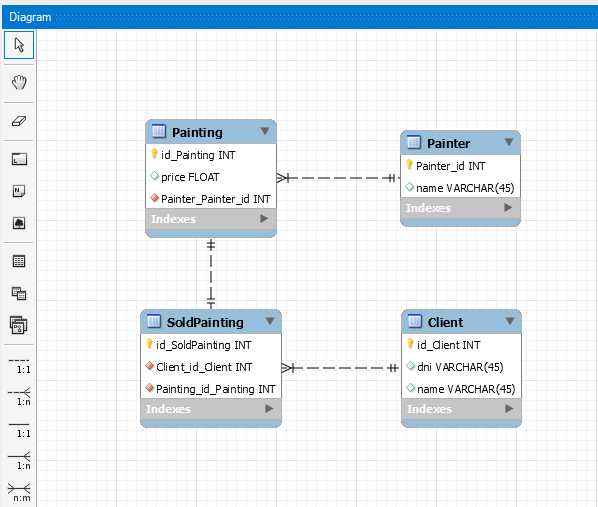 Diagram
Painting
id_Painting INT
price FLOAT
Painter_Painter_id INT
Indexes
Painter
Painter_id INT
name VARCHAR(45)
Indexes
SoldPainting
id_SoldPainting INT
Client_id_Client INT
Painting_id_Painting INT
Indexes
Client
id_Client INT
dni VARCHAR(45)
name VARCHAR(45)
Indexes
1:1
1:n
1:1
1:n
n:m